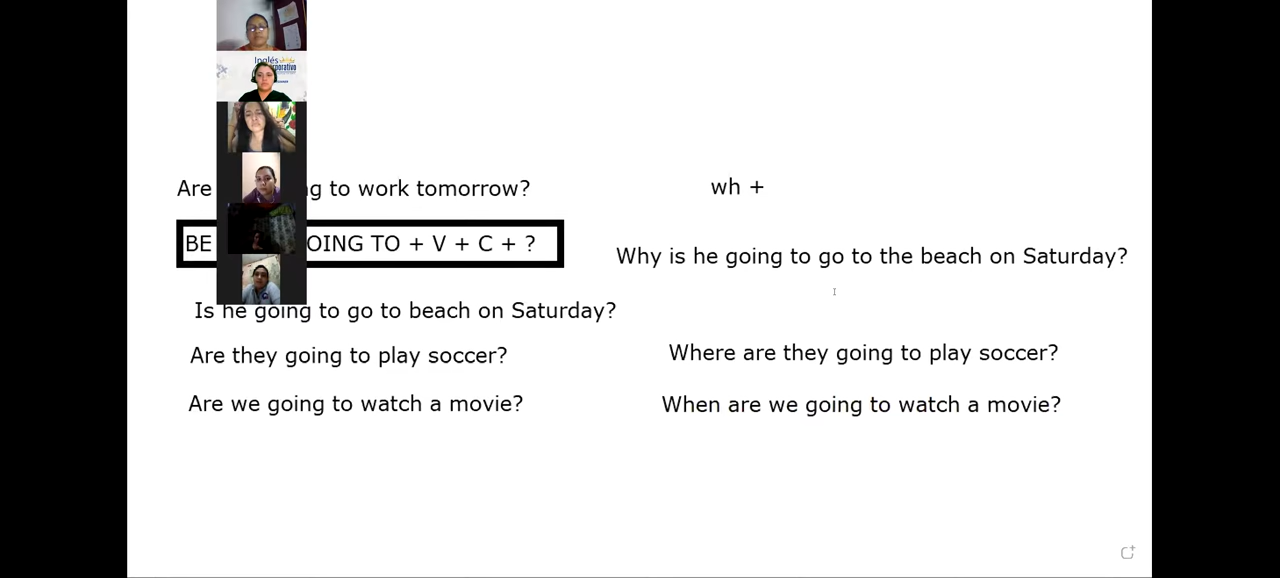 Inglés
Are
g to work tomorrow?
wh +
BE
OING TO + V + C + ?
Why is he going to go to the beach on Saturday?
Is he going to go to beach on Saturday?
Are they going to play soccer?
Where are they going to play soccer?
Are we going to watch a movie?
When are we going to watch a movie?